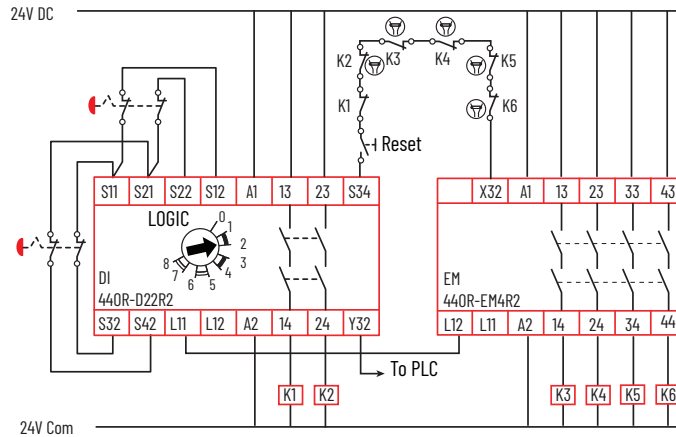 24V DC
K2 K3 K4 K5
K1 K6
Reset
S11 S21 S22 S12 A1 13 23 S34
X32 A1 13 23 33 43
LOGIC
0
1
2
3
4
5
6
7
8
DI
440R-D22R2
EM
440R-EM4R2
S32 S42 L11 L12 A2 14 24 Y32
L12 L11 A2 14 24 34 44
To PLC
K1 K2 K3 K4 K5 K6
24V Com